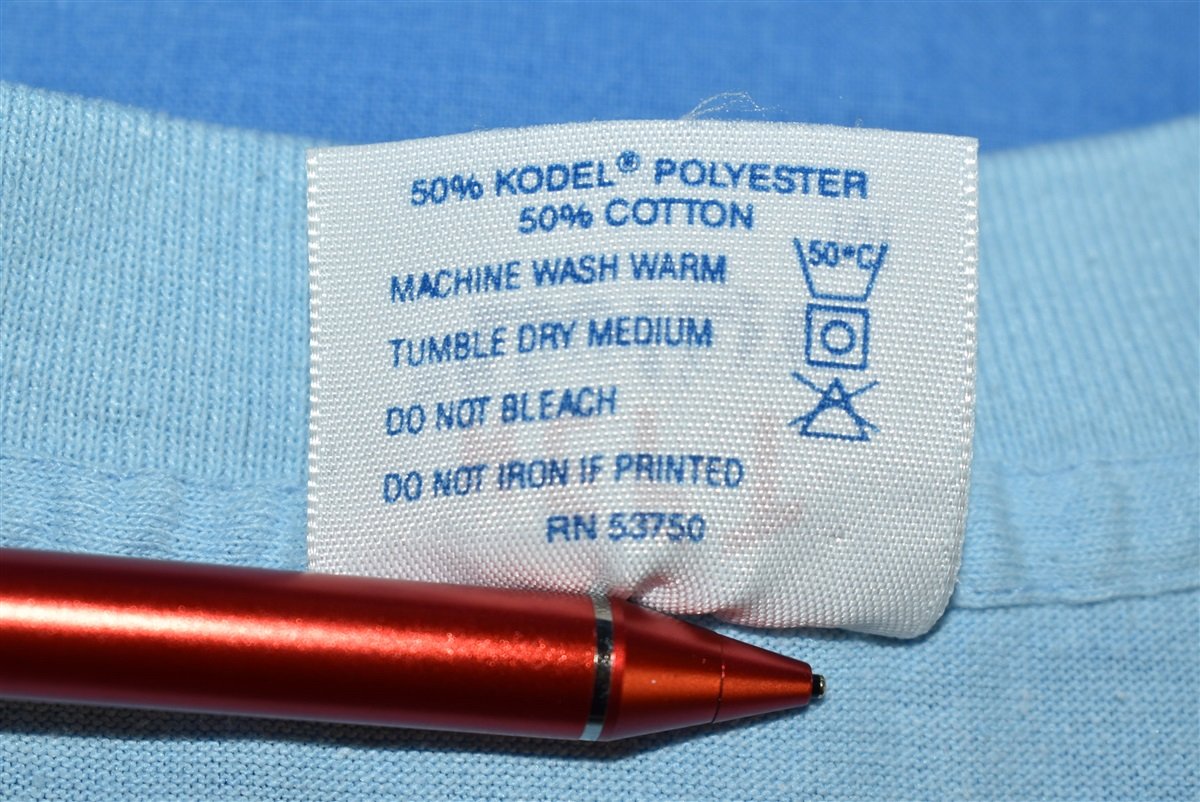 50% KODEL® POLYESTER
50% COTTON
MACHINE WASH WARM
50°C
TUMBLE DRY MEDIUM
DO NOT BLEACH
DO NOT IRON IF PRINTED
RN 53750